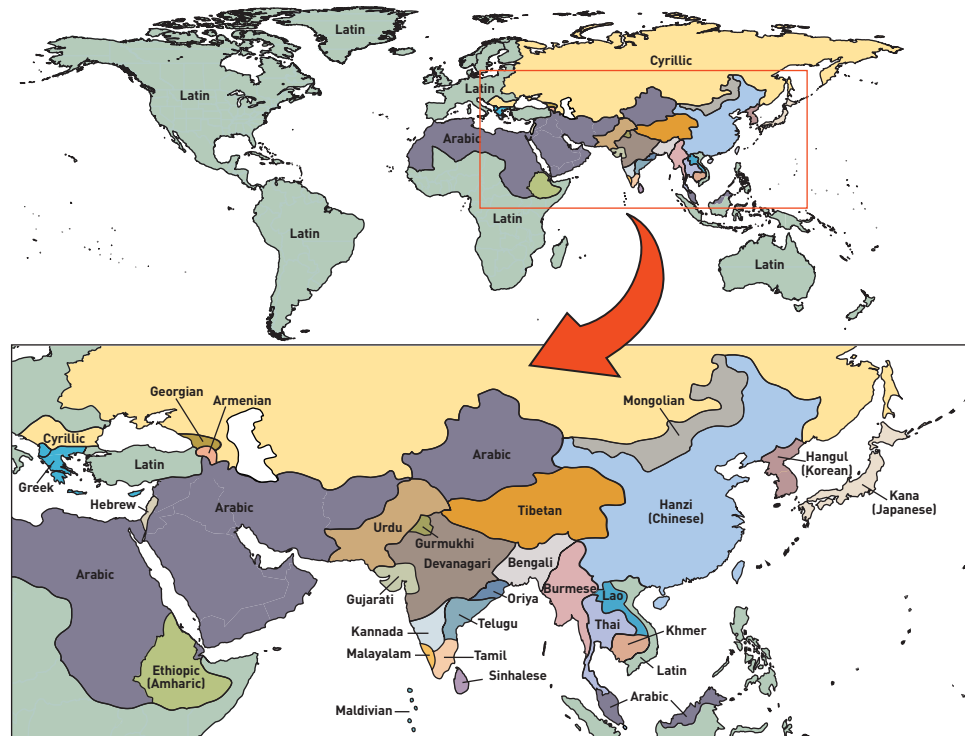 Latin
Cyrillic
Latin
Latin
Arabic
Latin
Latin
Latin
Georgian
Armenian
Mongolian
Cyrillic
Hangul
(Korean)
Arabic
Latin
Greek
Kana
(Japanese)
Hebrew
Arabic
Hanzi
(Chinese)
Tibetan
Urdu
Gurmukhi
Devanagari
Bengali
Arabic
Burmese
Lao
Gujarati
Oriya
Thai
Telugu
Kannada
Khmer
Malayalam
Tamil
Latin
Sinhalese
Ethiopic
(Amharic)
Arabic
Maldivian